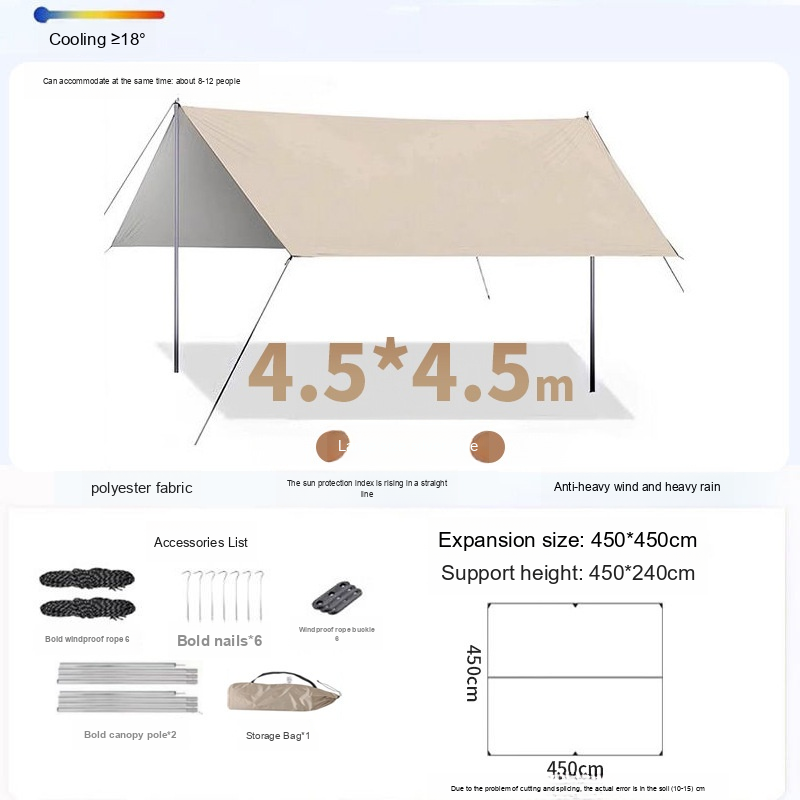 Cooling ≥18°
Can accommodate at the same time: about 8-12 people
4.5*4.5m
polyester fabric
The sun protection index is rising in a straight
line
Anti-heavy wind and heavy rain
Accessories List
Bold windproof rope 6
Bold nails*6
Windproof rope buckle
6
Bold canopy pole*2
Storage Bag*1
Expansion size: 450*450cm
Support height: 450*240cm
450cm
450cm
Due to the problem of cutting and splicing, the actual error is in the soil (10-15) cm